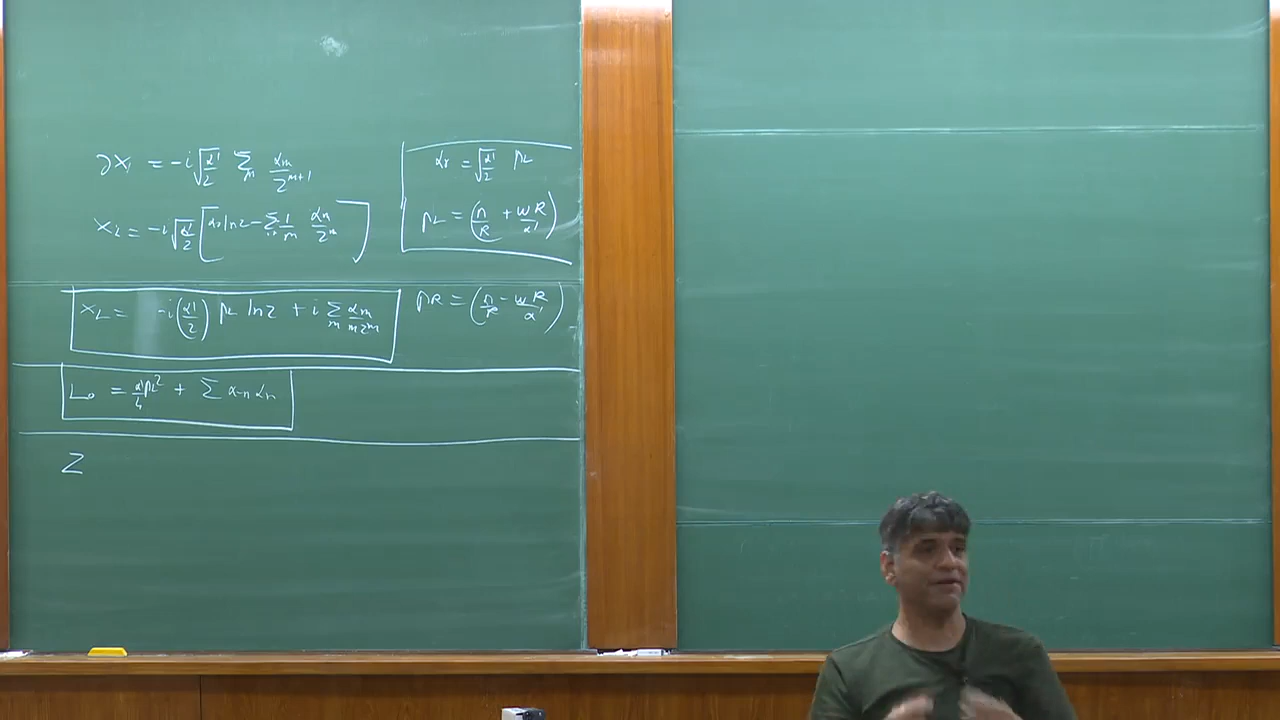 ∂X_L = -i√(α'/2) Σ_m α_m/z^{m+1}
X_L = -i√(α'/2) [α_0 ln z - Σ 1/m α_m/z^m]
α_0 = √(α'/2) p_L
p_L = (n/R + wR/α')
X_L = -i(α'/2) p_L ln z + i Σ_m α_m/(m z^m)
p_R = (n/R - wR/α')
L_0 = α'p_L²/4 + Σ α_{-n} α_n
Z